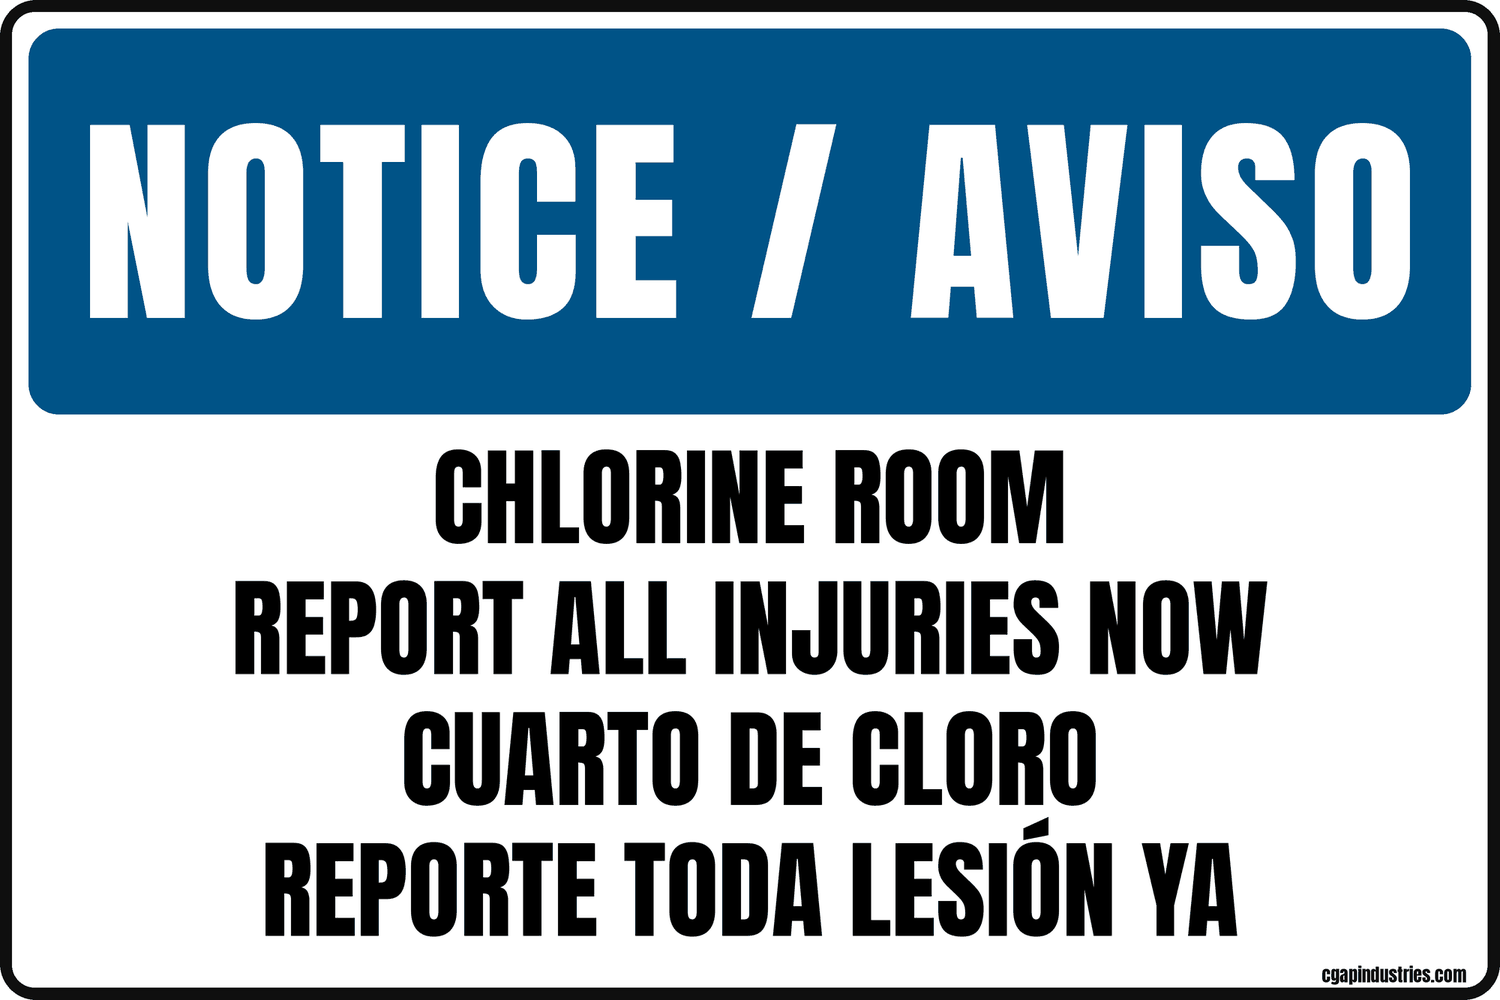 NOTICE / AVISO
CHLORINE ROOM
REPORT ALL INJURIES NOW
CUARTO DE CLORO
REPORTE TODA LESIÓN YA
cgapindustries.com